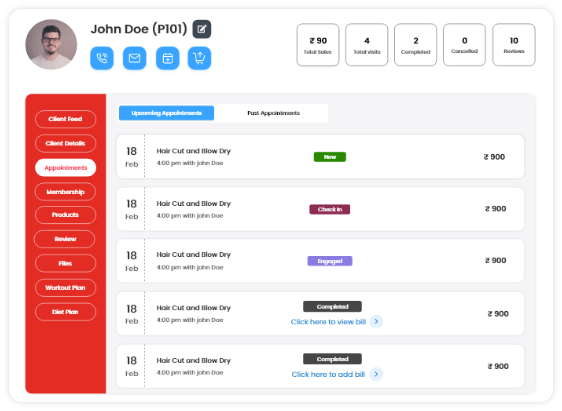 John Doe (P101)
₹ 90
Total Sales
4
Total visits
2
Completed
0
Cancelled
10
Reviews
Client Feed
Client Details
Appointments
Membership
Products
Review
Files
Workout Plan
Diet Plan
Upcoming Appointments
Past Appointments
18
Feb
Hair Cut and Blow Dry
4:00 pm with john Doe
New
₹ 900
18
Feb
Hair Cut and Blow Dry
4:00 pm with john Doe
Check In
₹ 900
18
Feb
Hair Cut and Blow Dry
4:00 pm with john Doe
Engaged
₹ 900
18
Feb
Hair Cut and Blow Dry
4:00 pm with john Doe
Completed
Click here to view bill
₹ 900
18
Feb
Hair Cut and Blow Dry
4:00 pm with john Doe
Completed
Click here to add bill
₹ 900